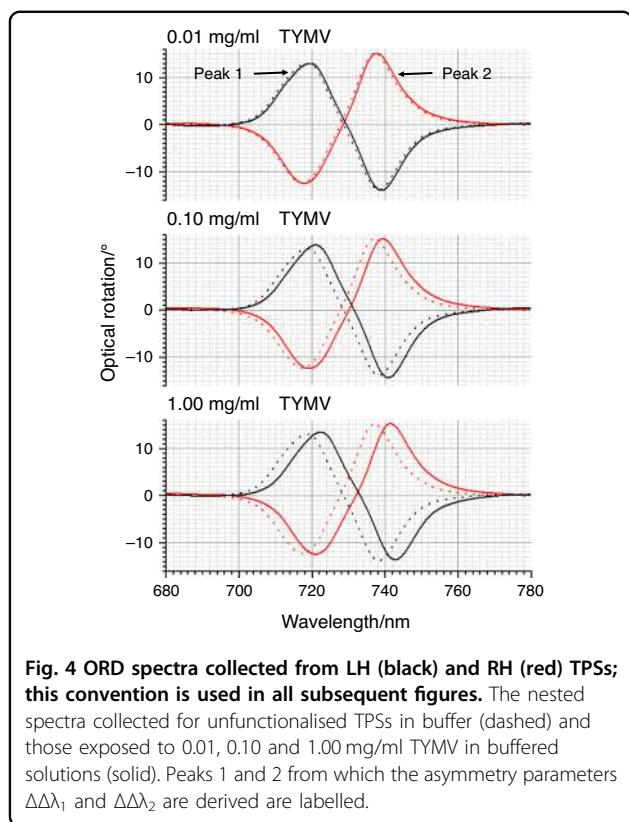 0.01 mg/ml TYMV
10
0
−10
Peak 1
Peak 2
0.10 mg/ml TYMV
10
0
−10
Optical rotation/°
1.00 mg/ml TYMV
10
0
−10
680 700 720 740 760 780
Wavelength/nm
Fig. 4 ORD spectra collected from LH (black) and RH (red) TPSs;
this convention is used in all subsequent figures. The nested
spectra collected for unfunctionalised TPSs in buffer (dashed) and
those exposed to 0.01, 0.10 and 1.00 mg/ml TYMV in buffered
solutions (solid). Peaks 1 and 2 from which the asymmetry parameters
ΔΔλ₁ and ΔΔλ₂ are derived are labelled.